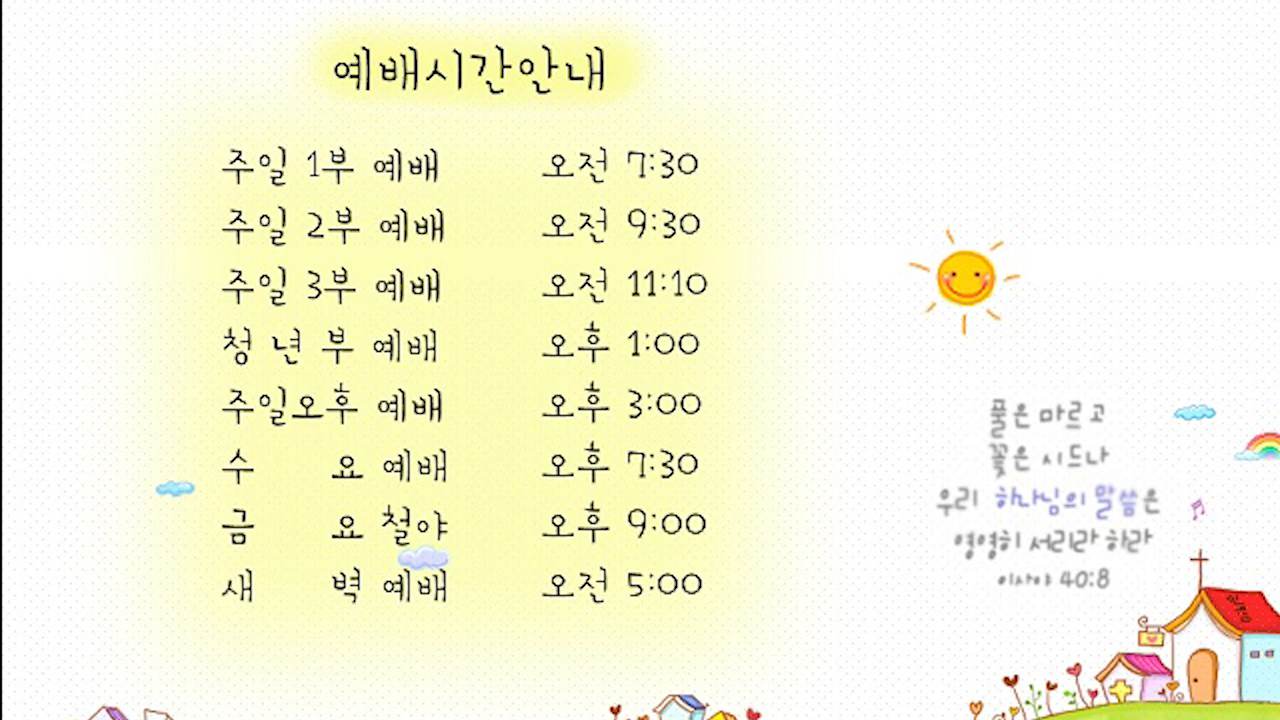 예배시간안내
주일 1부 예배 오전 7:30
주일 2부 예배 오전 9:30
주일 3부 예배 오전 11:10
청 년 부 예배 오후 1:00
주일오후 예배 오후 3:00
수 요 예배 오후 7:30
금 요 철야 오후 9:00
새 벽 예배 오전 5:00
풀은 마르고
꽃은 시드나
우리 하나님의 말씀은
영영히 서리라 하라
이사야 40:8